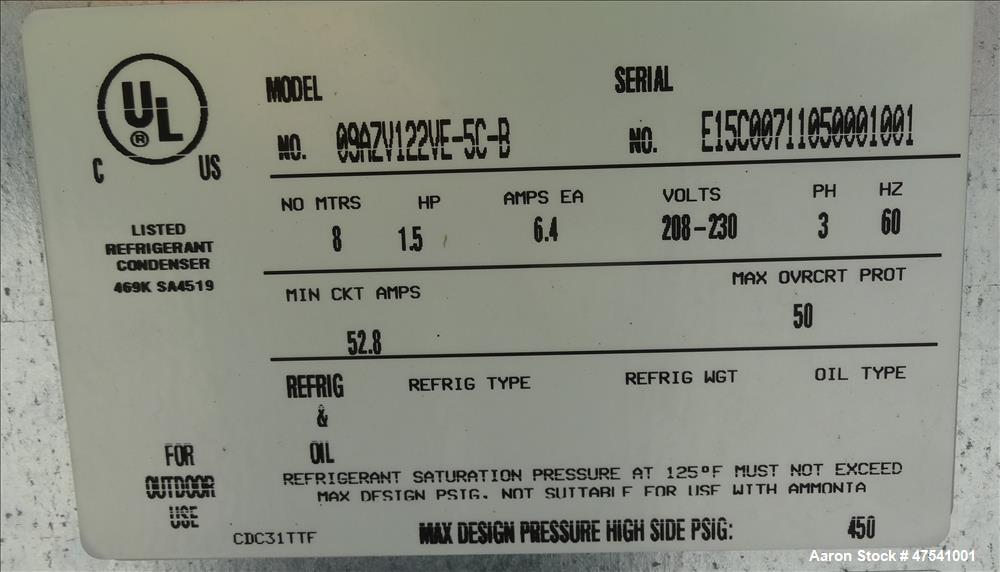 UL
®
C US
LISTED
REFRIGERANT
CONDENSER
469K SA4519
FOR
OUTDOOR
USE
MODEL SERIAL
NO. 09AZV122VE-5C-B NO. E15C00711050001001
NO MTRS HP AMPS EA VOLTS PH HZ
8 1.5 6.4 208-230 3 60
MIN CKT AMPS MAX OVRCRT PROT
52.8 50
REFRIG REFRIG TYPE REFRIG WGT OIL TYPE
&
OIL
REFRIGERANT SATURATION PRESSURE AT 125°F MUST NOT EXCEED
MAX DESIGN PSIG. NOT SUITABLE FOR USE WITH AMMONIA
CDC31TTF MAX DESIGN PRESSURE HIGH SIDE PSIG: 450
Aaron Stock # 47541001